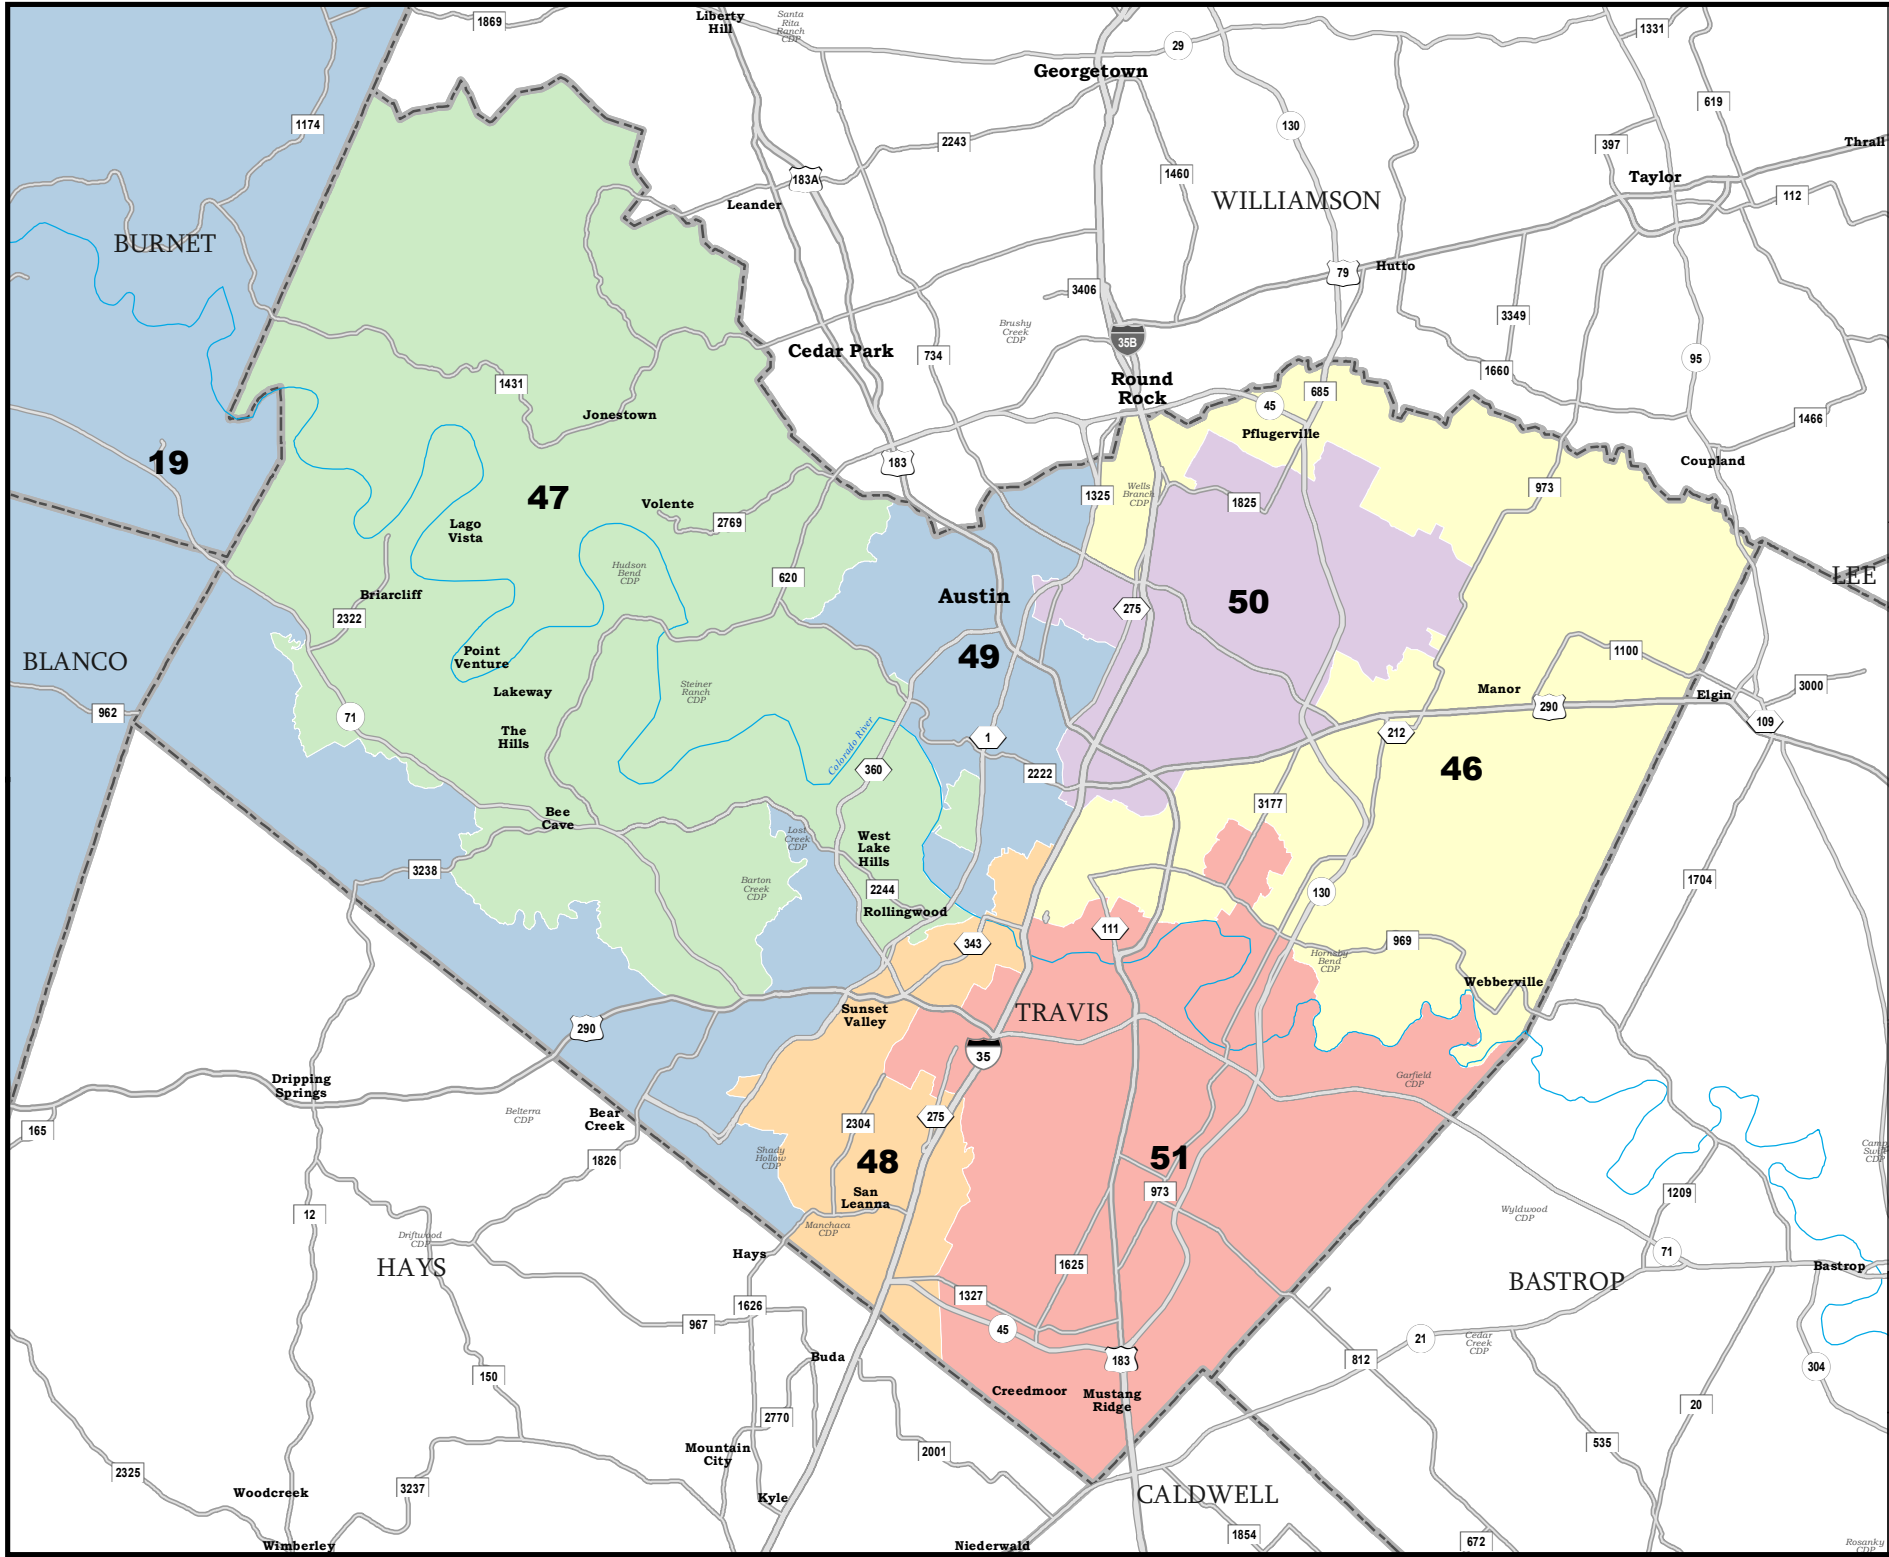 1869
Liberty
Hill
Santa
Rita
Ranch
CDP
29
1331
Georgetown
619
1174
130
2243
397
Thrall
1460
183A
Taylor
112
Leander
WILLIAMSON
BURNET
79
Hutto
3406
3349
Brushy
Creek
CDP
35B
Cedar Park
734
95
1660
1431
Round
Rock
685
45
Jonestown
1466
Pflugerville
19
183
Coupland
47
1325
Wells
Branch
CDP
1825
973
Volente
2769
Lago
Vista
Hudson
Bend
CDP
620
LEE
Briarcliff
Austin
275
50
2322
1100
Point
Venture
49
BLANCO
Steiner
Ranch
CDP
Lakeway
Manor
Elgin
3000
962
71
290
109
The
Hills
Colorado River
1
212
360
2222
46
3177
Bee
Cave
Lost
Creek
CDP
West
Lake
Hills
3238
Barton
Creek
CDP
2244
130
1704
Rollingwood
343
111
969
Hornsby
Bend
CDP
Webberville
Sunset
Valley
TRAVIS
290
35
Dripping
Springs
Garfield
CDP
Belterra
CDP
Bear
Creek
165
2304
275
Camp
Swift
CDP
1826
Shady
Hollow
CDP
48
51
San
Leanna
973
1209
12
Wyldwood
CDP
Manchaca
CDP
Driftwood
CDP
Hays
71
HAYS
1625
BASTROP
Bastrop
1327
1626
967
45
21
Cedar
Creek
CDP
Buda
183
812
304
150
Creedmoor
Mustang
Ridge
20
2770
Mountain
City
2001
535
2325
3237
Woodcreek
Kyle
CALDWELL
1854
672
Wimberley
Niederwald
Rosanky
CDP